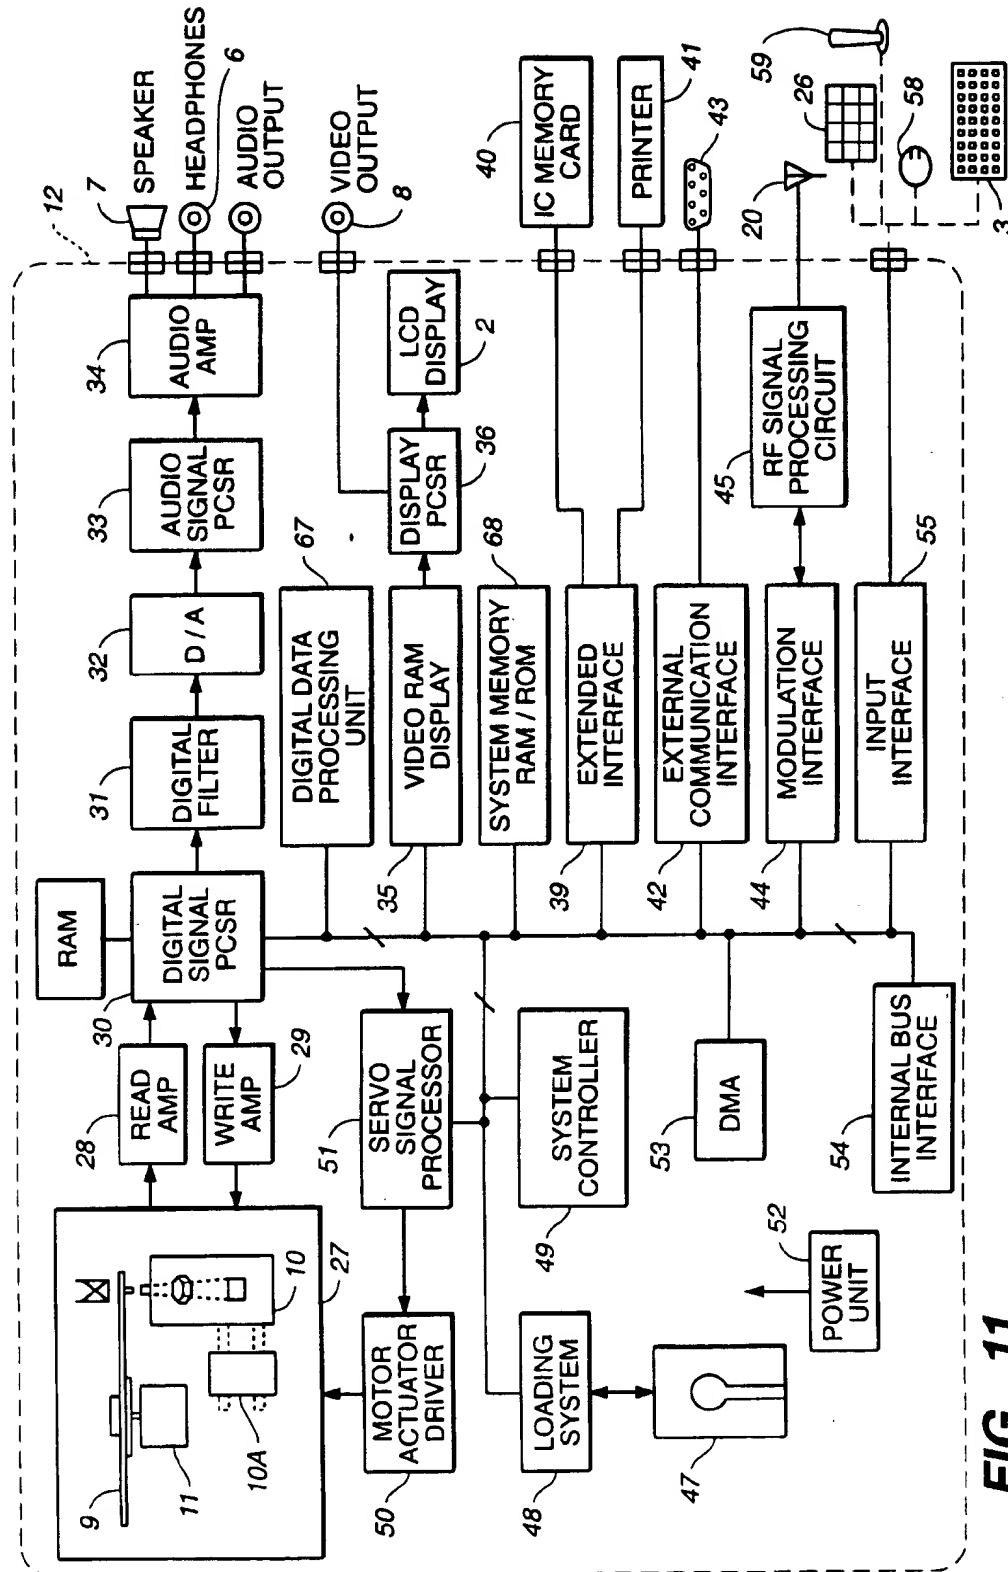 12
7
SPEAKER
HEADPHONES
6
AUDIO
OUTPUT
VIDEO
OUTPUT
8
34
AUDIO
AMP
33
AUDIO
SIGNAL
PCSR
32
D / A
31
DIGITAL
FILTER
RAM
30
DIGITAL
SIGNAL
PCSR
28
READ
AMP
29
WRITE
AMP
9
11
10A
10
27
67
DIGITAL DATA
PROCESSING
UNIT
LCD
DISPLAY
2
DISPLAY
PCSR
36
VIDEO RAM
DISPLAY
35
68
SYSTEM MEMORY
RAM / ROM
51
SERVO
SIGNAL
PROCESSOR
MOTOR
ACTUATOR
DRIVER
50
40
IC MEMORY
CARD
PRINTER
41
EXTENDED
INTERFACE
39
43
EXTERNAL
COMMUNICATION
INTERFACE
42
SYSTEM
CONTROLLER
49
LOADING
SYSTEM
48
47
20
45
RF SIGNAL
PROCESSING
CIRCUIT
MODULATION
INTERFACE
44
DMA
53
59
26
58
3
55
INPUT
INTERFACE
INTERNAL BUS
INTERFACE
54
52
POWER
UNIT
FIG_11